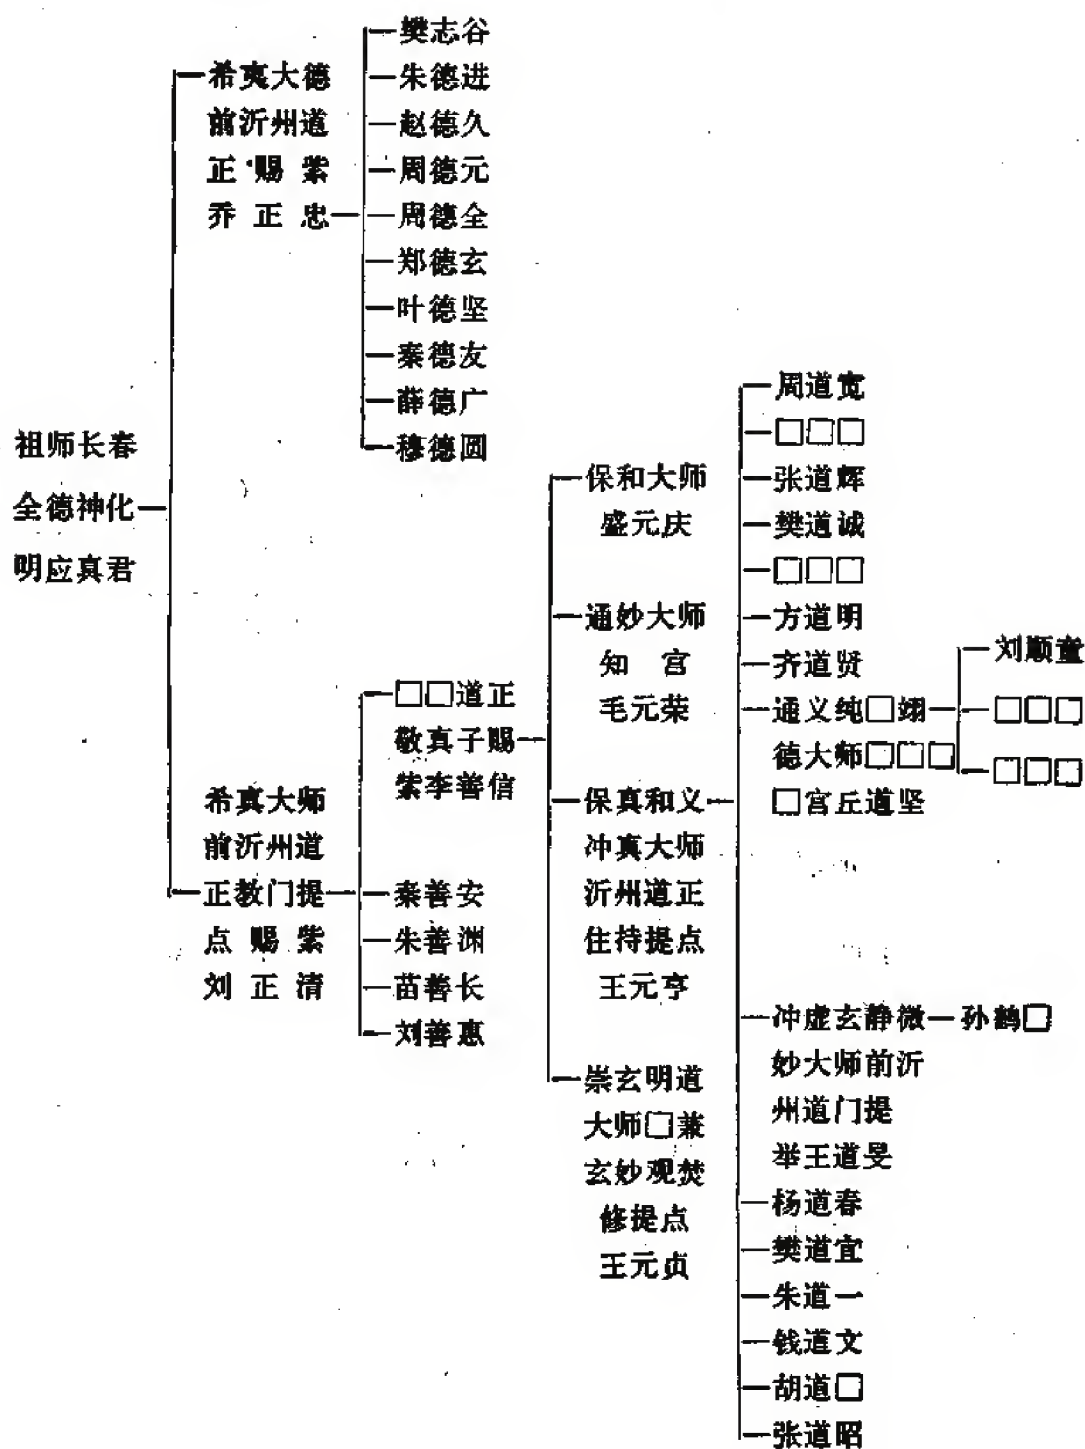 祖师长春
全德神化
明应真君
希夷大德
前沂州道
正赐紫
乔正忠
樊志谷
朱德进
赵德久
周德元
周德全
郑德玄
叶德坚
秦德友
薛德广
穆德圆
希真大师
前沂州道
正教门提
点赐紫
刘正清
□□道正
敬真子赐
紫李善信
秦善安
朱善渊
苗善长
刘善惠
保和大师
盛元庆
通妙大师
知宫
毛元荣
保真和义
冲真大师
沂州道正
住持提点
王元亨
崇玄明道
大师□兼
玄妙观焚
修提点
王元贞
周道宽
□□□
张道辉
樊道诚
□□□
方道明
齐道贤
通义纯□翊
德大师□□□
□宫丘道坚
冲虚玄静微
妙大师前沂
州道门提
举王道旻
杨道春
樊道宜
朱道一
钱道文
胡道□
张道昭
刘顺童
□□□
□□□
孙鹤□